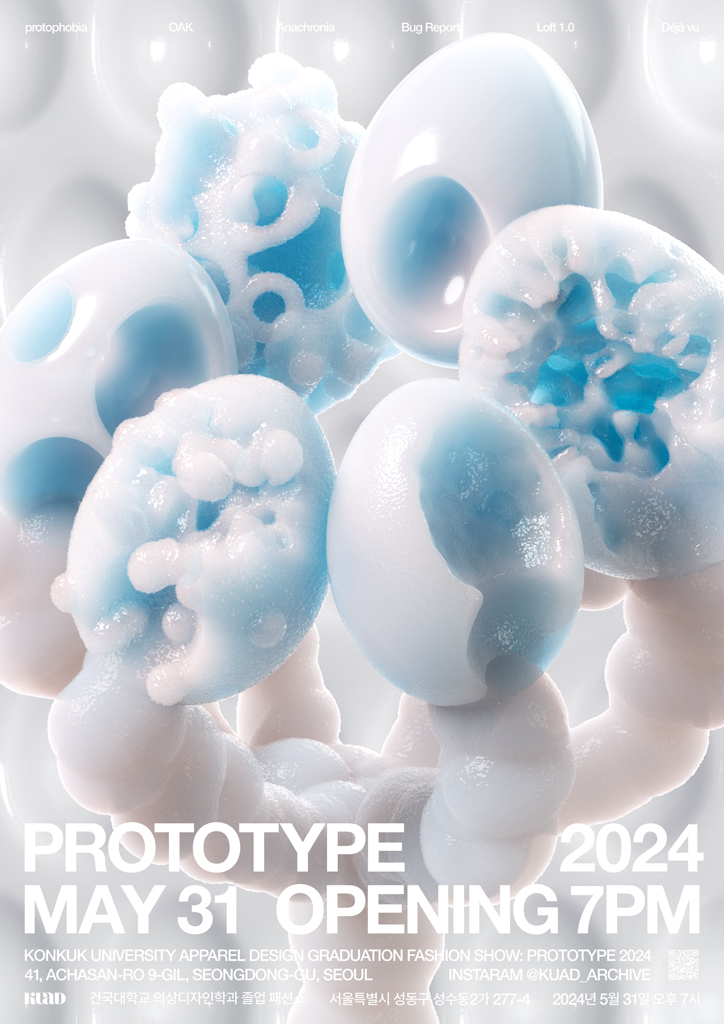 protophobia OAK Anachronia Bug Report Loft 1.0 Déjà vu
PROTOTYPE 2024
MAY 31 OPENING 7PM
KONKUK UNIVERSITY APPAREL DESIGN GRADUATION FASHION SHOW: PROTOTYPE 2024
41, ACHASAN-RO 9-GIL, SEONGDONG-GU, SEOUL INSTARAM @KUAD_ARCHIVE
KUAD 건국대학교 의상디자인학과 졸업 패션쇼 서울특별시 성동구 성수동2가 277-4 2024년 5월 31일 오후 7시